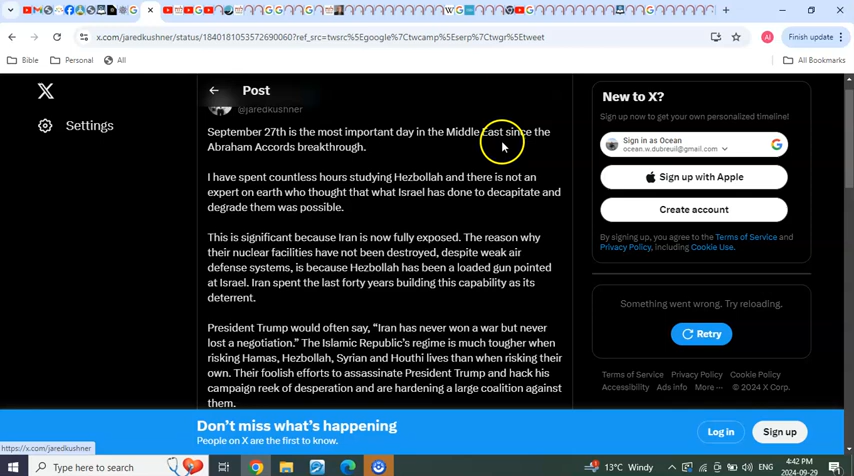 Finish update
x.com/jaredkushner/status/1840181053572690060?ref_src=twsrc%5Egoogle%7Ctwcamp%5Eserp%7Ctwgr%5Etweet
Bible
Personal
All
All Bookmarks
Post
@jaredkushner
Settings
September 27th is the most important day in the Middle East since the
Abraham Accords breakthrough.
I have spent countless hours studying Hezbollah and there is not an
expert on earth who thought that what Israel has done to decapitate and
degrade them was possible.
This is significant because Iran is now fully exposed. The reason why
their nuclear facilities have not been destroyed, despite weak air
defense systems, is because Hezbollah has been a loaded gun pointed
at Israel. Iran spent the last forty years building this capability as its
deterrent.
President Trump would often say, “Iran has never won a war but never
lost a negotiation.” The Islamic Republic’s regime is much tougher when
risking Hamas, Hezbollah, Syrian and Houthi lives than when risking their
own. Their foolish efforts to assassinate President Trump and hack his
campaign reek of desperation and are hardening a large coalition against
them.
New to X?
Sign up now to get your own personalized timeline!
Sign in as Ocean
ocean.w.dubreuil@gmail.com
Sign up with Apple
Create account
By signing up, you agree to the Terms of Service and
Privacy Policy, including Cookie Use.
Something went wrong. Try reloading.
Retry
Terms of Service Privacy Policy Cookie Policy
Accessibility Ads info More ··· © 2024 X Corp.
Don’t miss what’s happening
People on X are the first to know.
Log in
Sign up
https://x.com/jaredkushner
Type here to search
13°C Windy
ENG
4:42 PM
2024-09-29